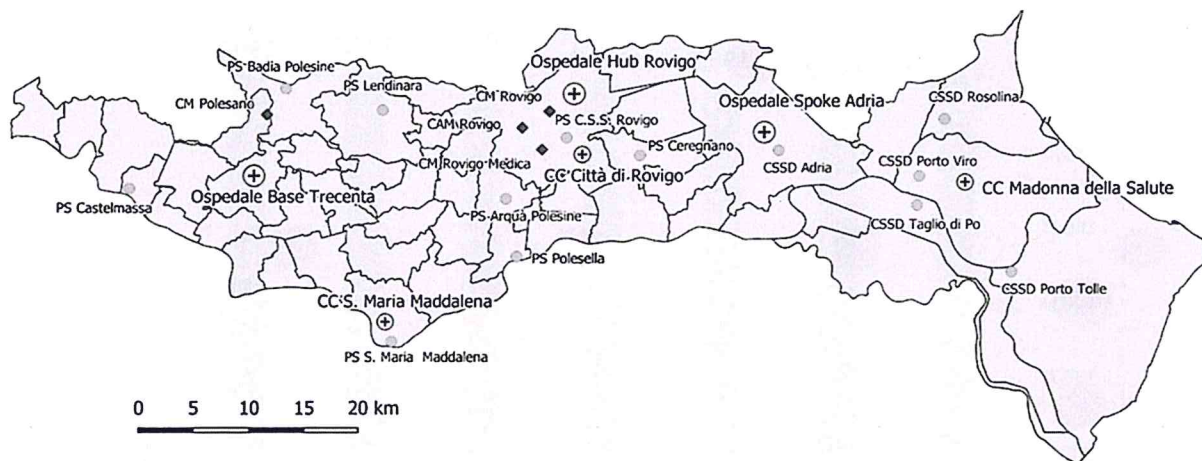 Ospedale Hub Rovigo
PS Badia Polesine
PS Lendinara
CM Polesano
CM Rovigo
Ospedale Spoke Adria
CSSD Rosolina
PS C.S.S. Rovigo
CAM Rovigo
PS Ceregnano
CM Rovigo Medica
CSSD Adria
CSSD Porto Viro
CC Città di Rovigo
CC Madonna della Salute
Ospedale Base Trecenta
PS Castelmassa
PS Arquà Polesine
CSSD Taglio di Po
PS Polesella
CSSD Porto Tolle
CC S. Maria Maddalena
PS S. Maria Maddalena
0 5 10 15 20 km